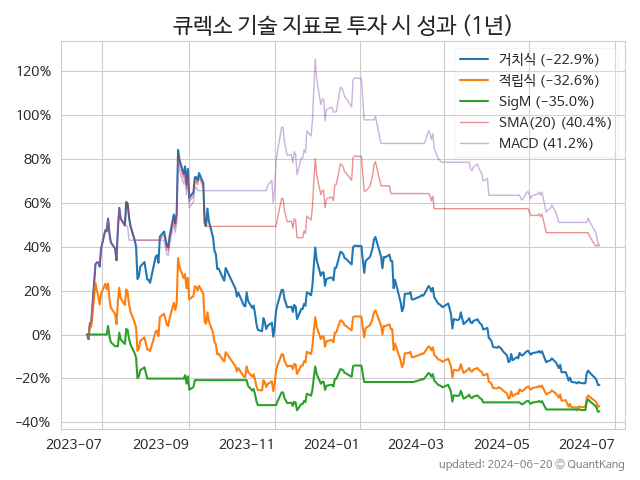 큐렉소 기술 지표로 투자 시 성과 (1년)
거치식 (-22.9%)
적립식 (-32.6%)
SigM (-35.0%)
SMA(20) (40.4%)
MACD (41.2%)
120%
100%
80%
60%
40%
20%
0%
-20%
-40%
2023-07
2023-09
2023-11
2024-01
2024-03
2024-05
2024-07
updated: 2024-06-20 © QuantKang